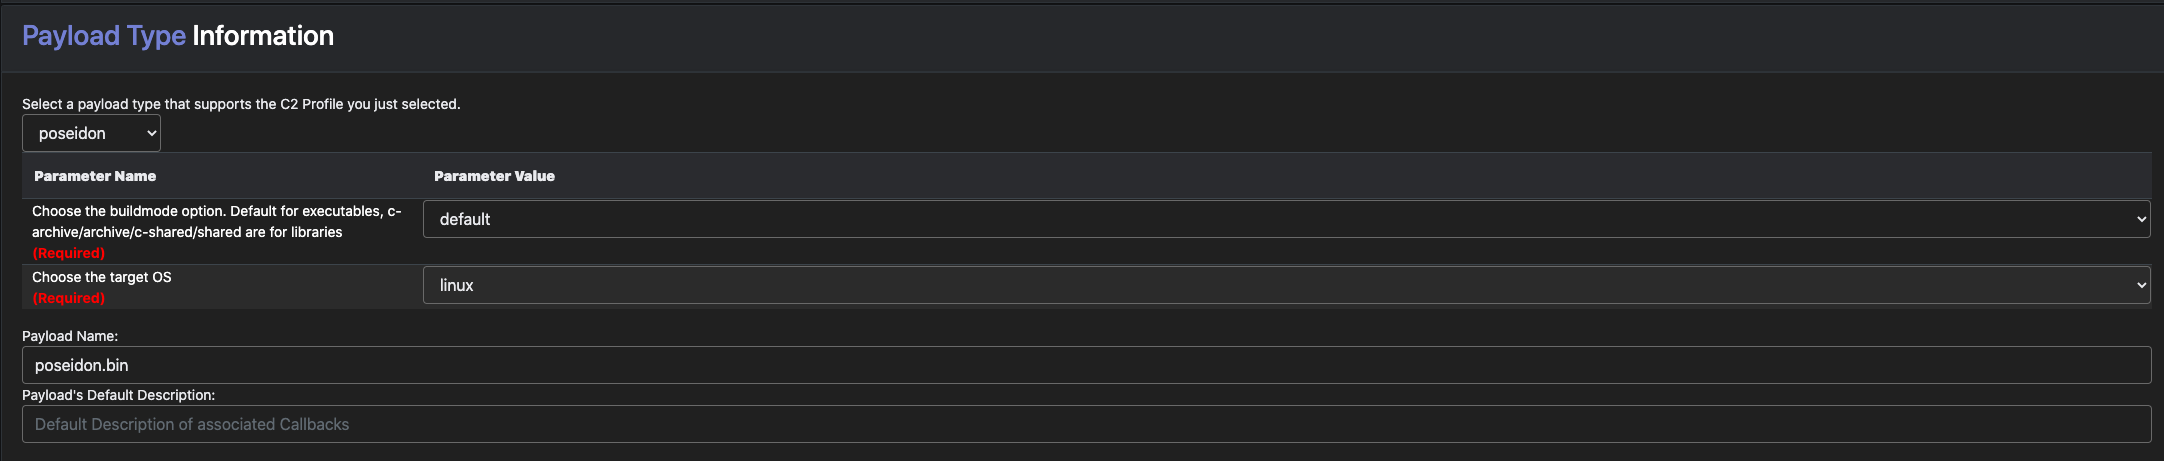 Payload Type Information
Select a payload type that supports the C2 Profile you just selected.
poseidon
Parameter Name Parameter Value
Choose the buildmode option. Default for executables, c-
archive/archive/c-shared/shared are for libraries
(Required)
default
Choose the target OS
(Required)
linux
Payload Name:
poseidon.bin
Payload's Default Description:
Default Description of associated Callbacks